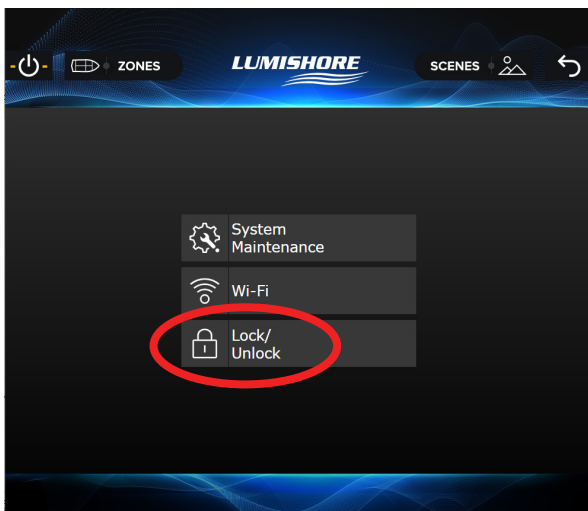 ZONES
LUMISHORE
SCENES
System
Maintenance
Wi-Fi
Lock/
Unlock